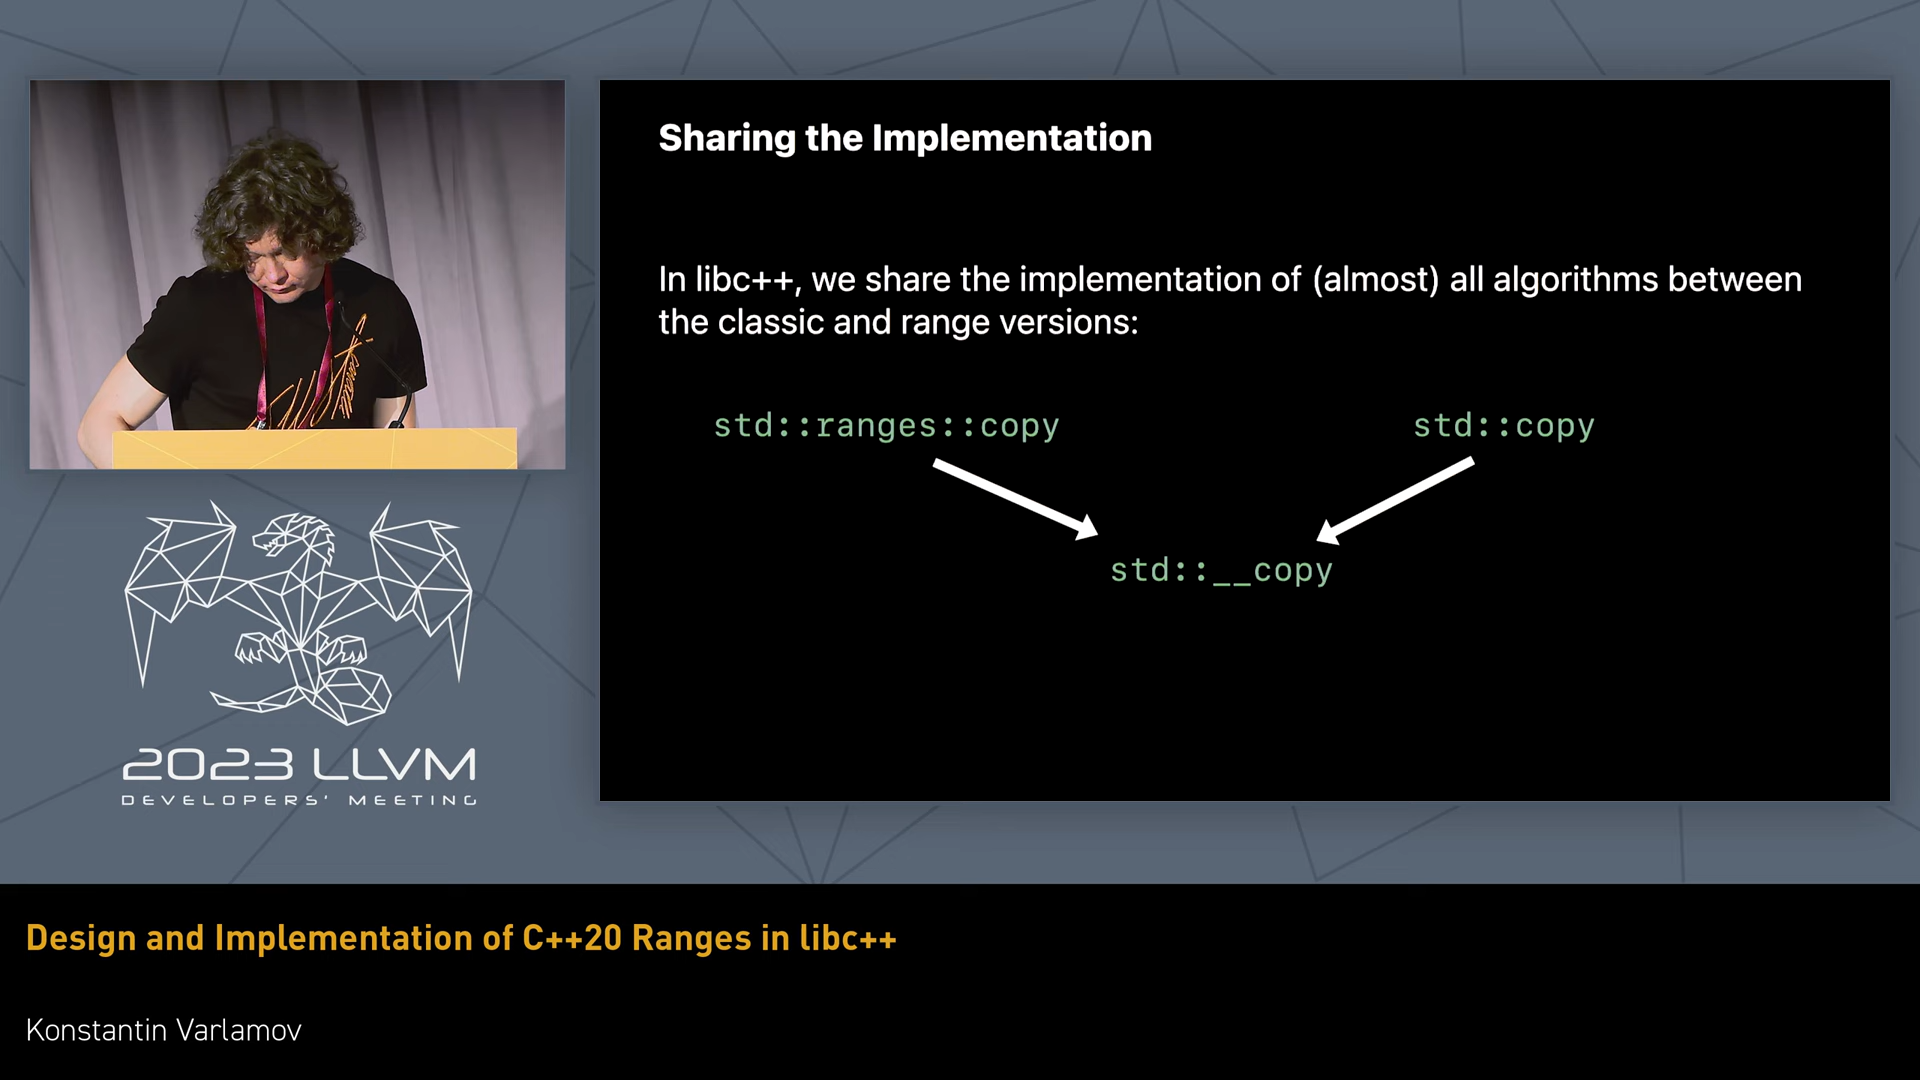 Sharing the Implementation
In libc++, we share the implementation of (almost) all algorithms between
the classic and range versions:
std::ranges::copy
std::copy
std::__copy
2023 LLVM
DEVELOPERS' MEETING
Design and Implementation of C++20 Ranges in libc++
Konstantin Varlamov